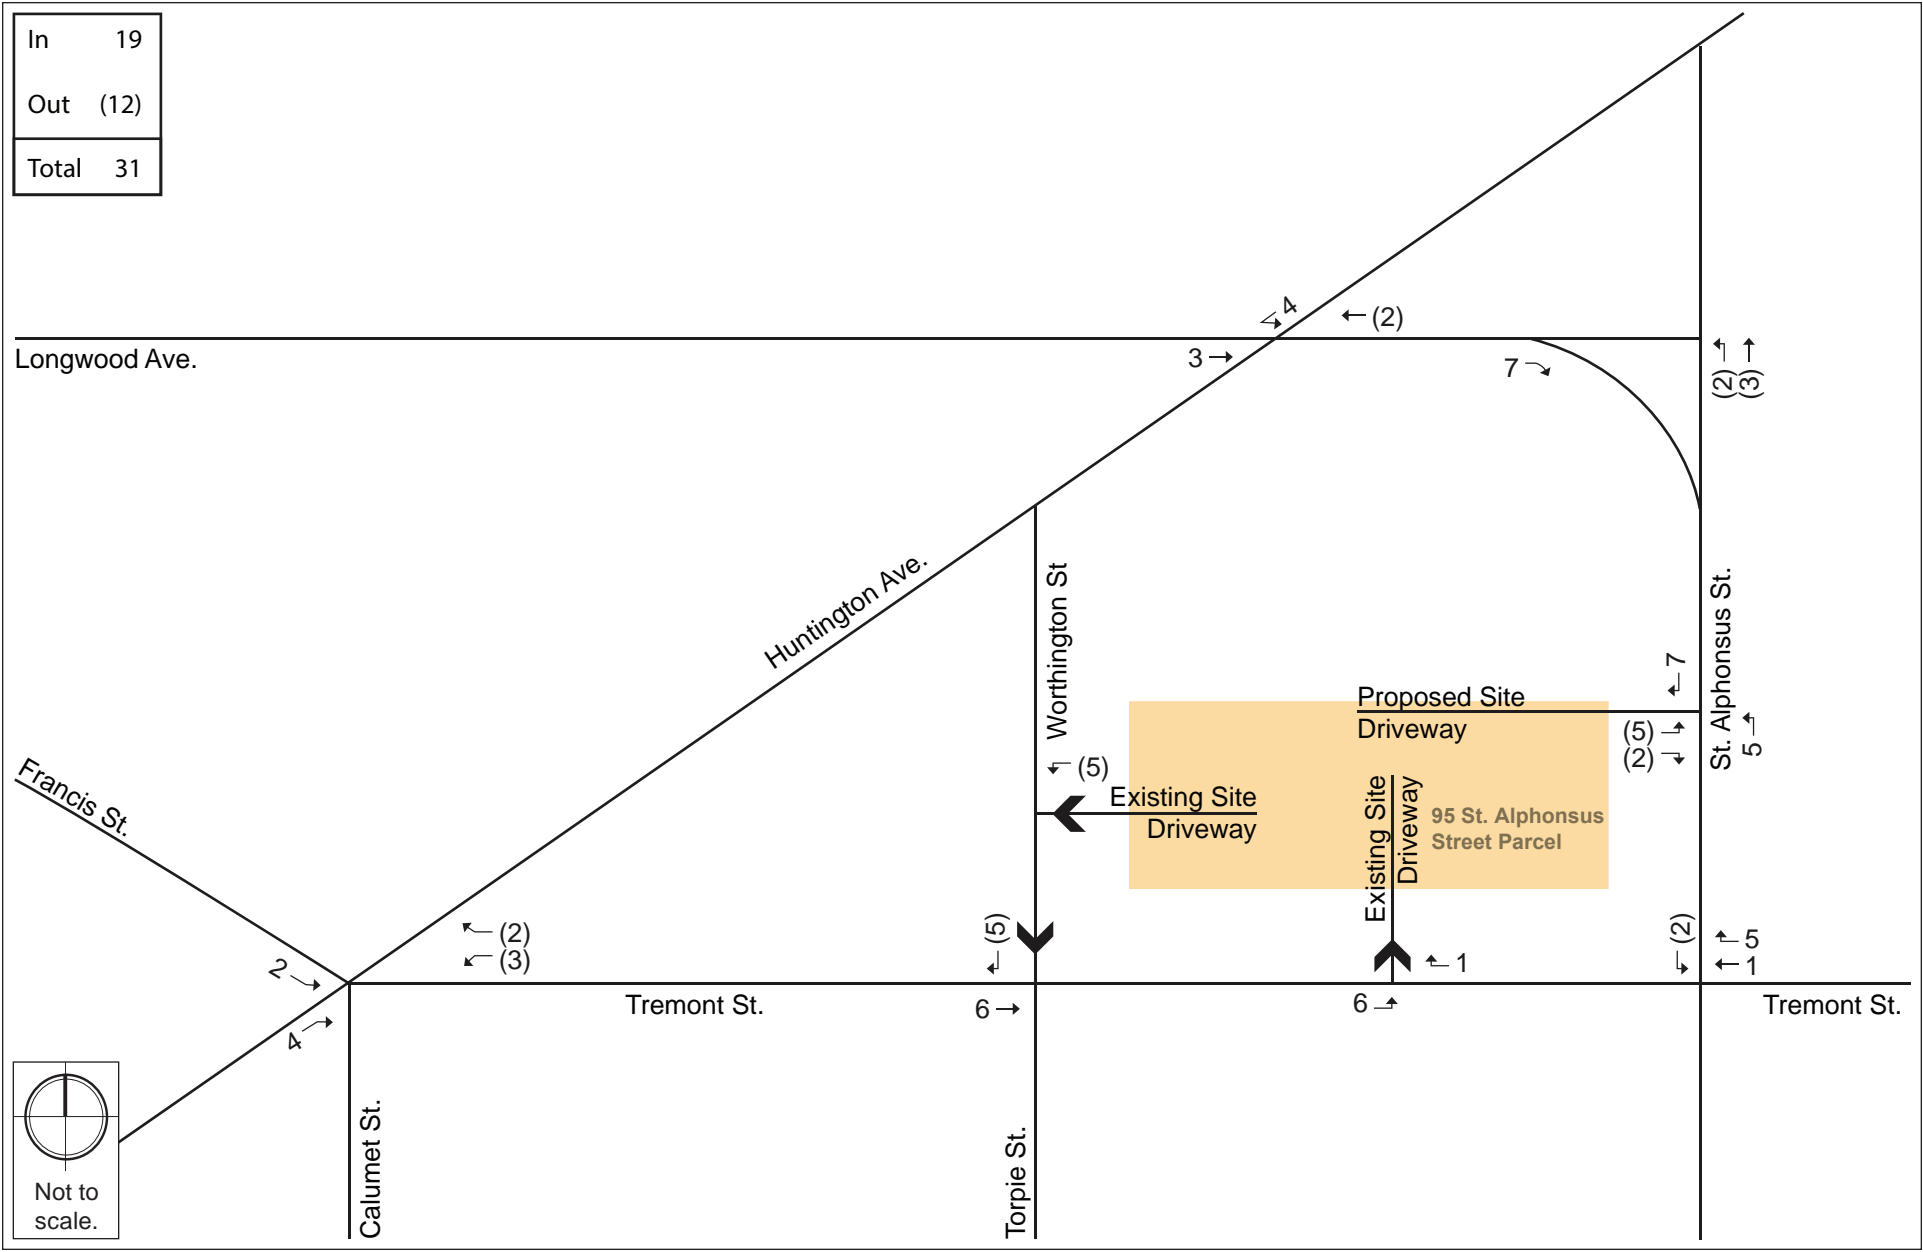 In 19
Out (12)
Total 31
4
(2)
Longwood Ave.
3
7
(2)
(3)
Huntington Ave.
Worthington St
St. Alphonsus St.
7
Proposed Site
Driveway
(5)
(2)
5
(5)
Existing Site
Driveway
Existing Site
Driveway
95 St. Alphonsus
Street Parcel
Francis St.
(2)
(3)
(5)
1
(2)
5
1
2
4
Tremont St.
6
6
Tremont St.
Calumet St.
Torpie St.
Not to
scale.